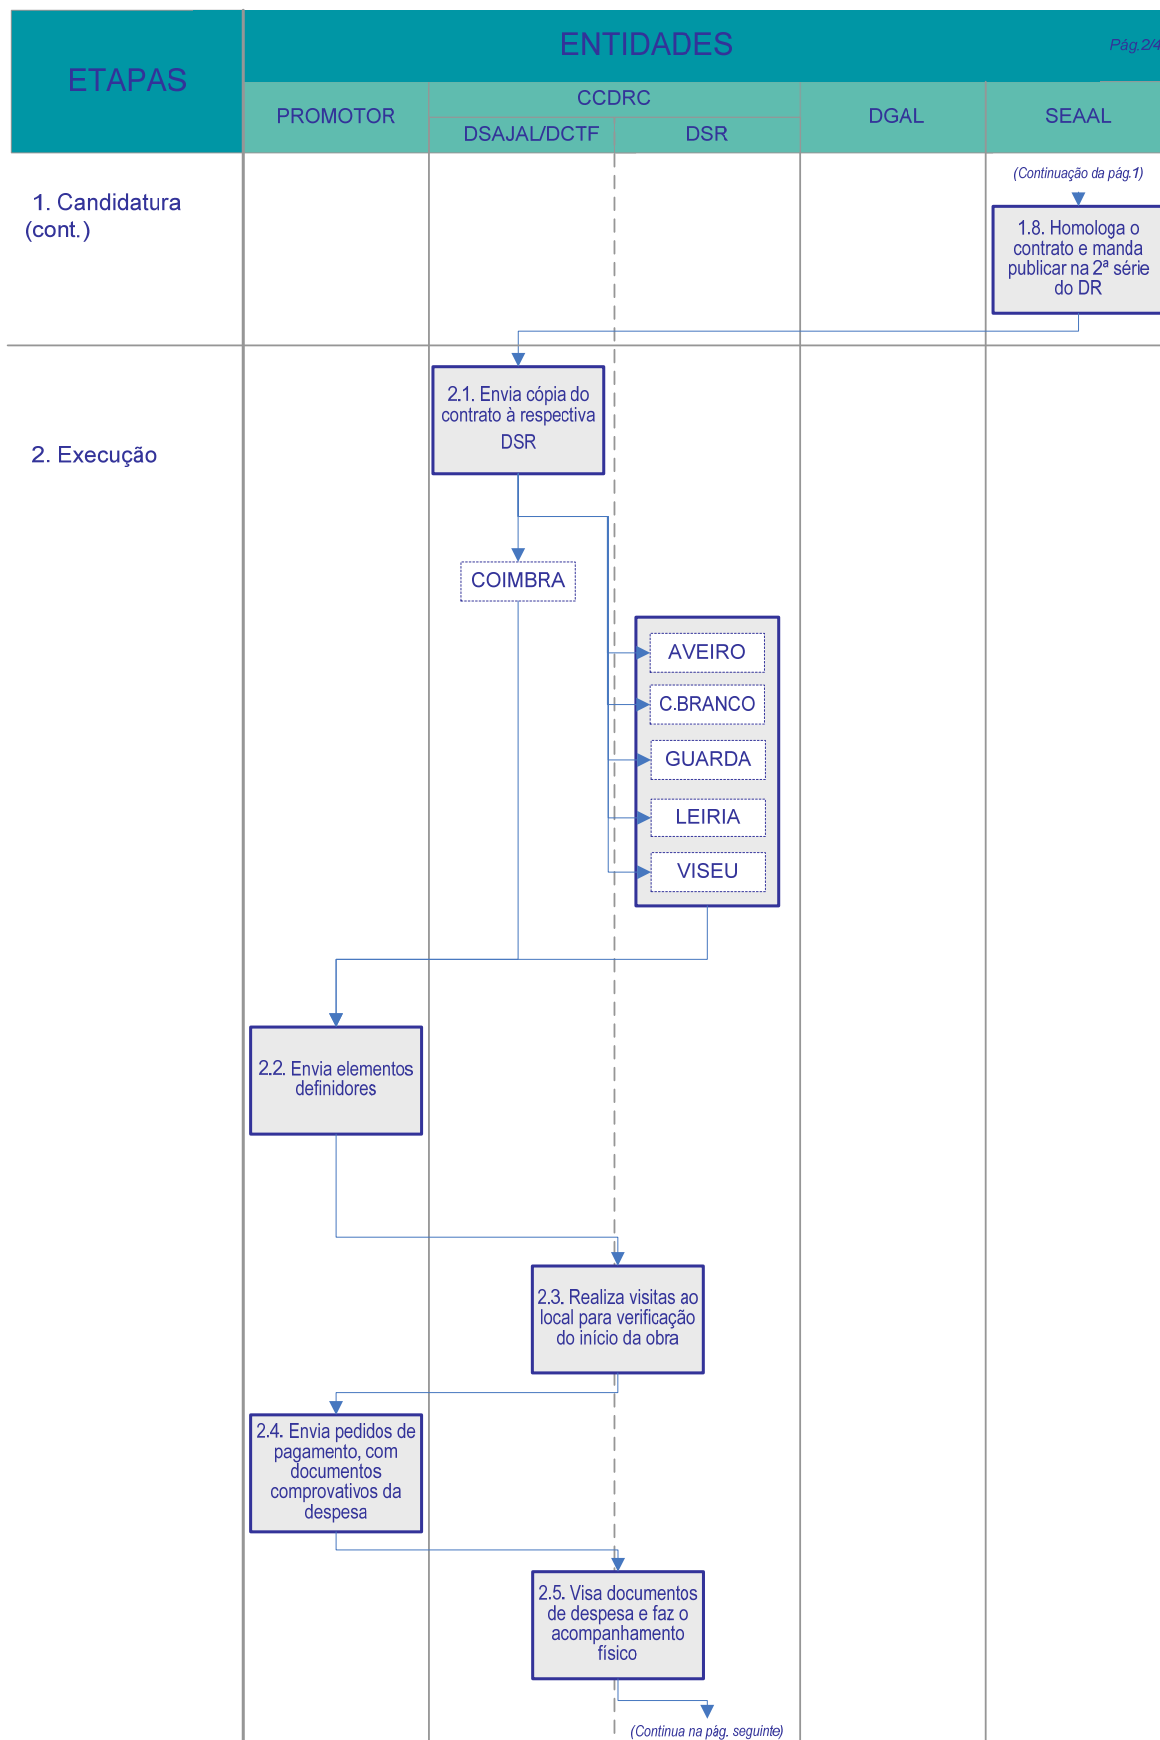 ETAPAS
ENTIDADES
Pág.2/4
PROMOTOR
CCDRC
DSAJAL/DCTF
DSR
DGAL
SEAAL
1. Candidatura
(cont.)
(Continuação da pág.1)
1.8. Homologa o
contrato e manda
publicar na 2ª série
do DR
2. Execução
2.1. Envia cópia do
contrato à respectiva
DSR
COIMBRA
AVEIRO
C.BRANCO
GUARDA
LEIRIA
VISEU
2.2. Envia elementos
definidores
2.3. Realiza visitas ao
local para verificação
do início da obra
2.4. Envia pedidos de
pagamento, com
documentos
comprovativos da
despesa
2.5. Visa documentos
de despesa e faz o
acompanhamento
físico
(Continua na pág. seguinte)